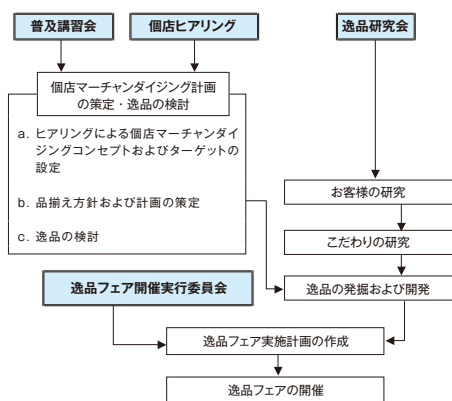 普及講習会
個店ヒアリング
逸品研究会
個店マーチャンダイジング計画
の策定・逸品の検討
a. ヒアリングによる個店マーチャンダイ
ジングコンセプトおよびターゲットの
設定
b. 品揃え方針および計画の策定
c. 逸品の検討
お客様の研究
こだわりの研究
逸品の発掘および開発
逸品フェア開催実行委員会
逸品フェア実施計画の作成
逸品フェアの開催